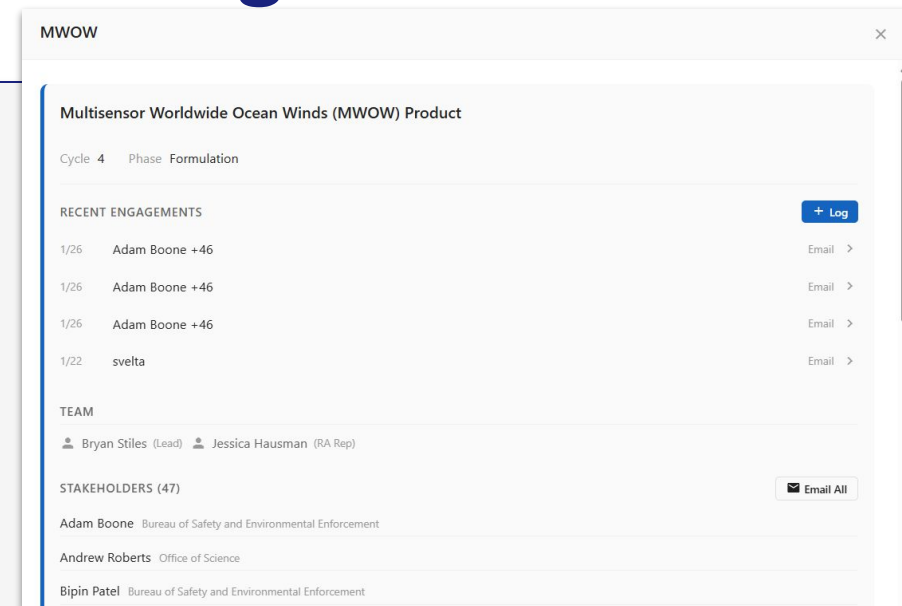 MWOW
Multisensor Worldwide Ocean Winds (MWOW) Product
Cycle 4 Phase Formulation
RECENT ENGAGEMENTS + Log
1/26 Adam Boone +46 Email >
1/26 Adam Boone +46 Email >
1/26 Adam Boone +46 Email >
1/22 svelta Email >
TEAM
Bryan Stiles (Lead) Jessica Hausman (RA Rep)
STAKEHOLDERS (47) Email All
Adam Boone Bureau of Safety and Environmental Enforcement
Andrew Roberts Office of Science
Bipin Patel Bureau of Safety and Environmental Enforcement